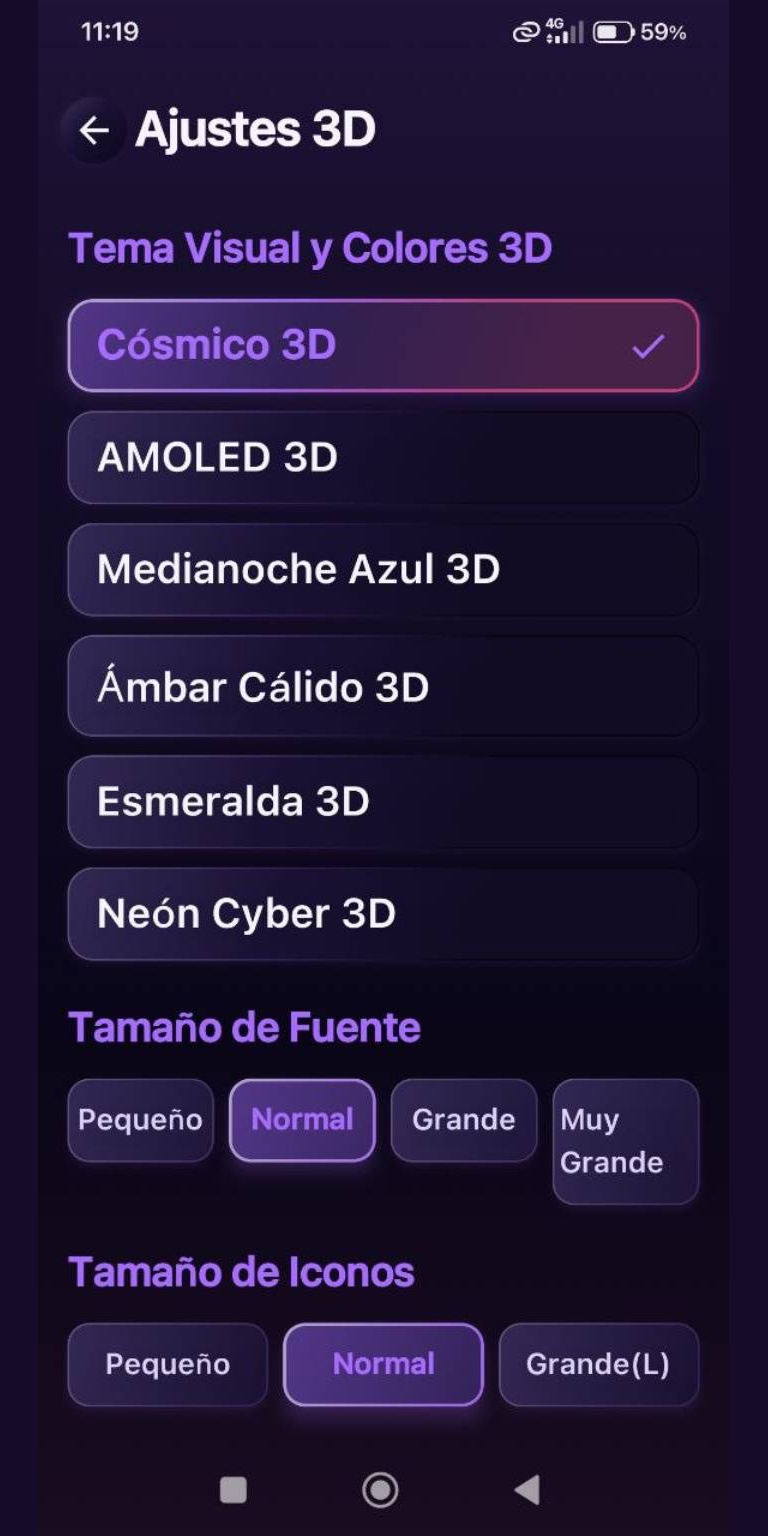 11:19
4G
59%
Ajustes 3D
Tema Visual y Colores 3D
Cósmico 3D
AMOLED 3D
Medianoche Azul 3D
Ámbar Cálido 3D
Esmeralda 3D
Neón Cyber 3D
Tamaño de Fuente
Pequeño
Normal
Grande
Muy
Grande
Tamaño de Iconos
Pequeño
Normal
Grande(L)